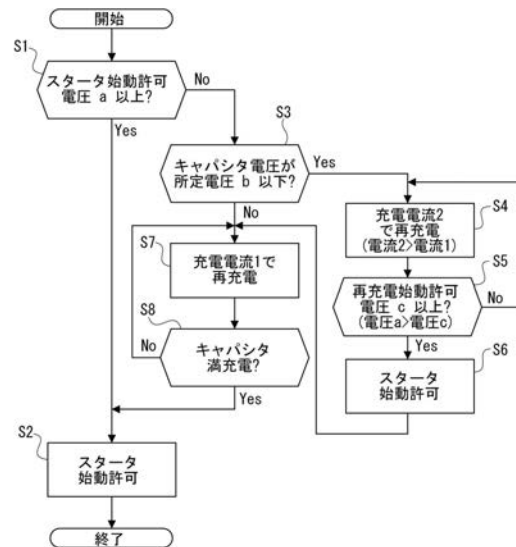 開始
S1
スタータ始動許可
電圧 a 以上?
No
Yes
S3
キャパシタ電圧が
所定電圧 b 以下?
Yes
No
S4
充電電流2
で再充電
(電流2>電流1)
S7
充電電流1で
再充電
S5
再充電始動許可
電圧 c 以上?
(電圧a>電圧c)
No
Yes
S8
キャパシタ
満充電?
No
Yes
S6
スタータ
始動許可
S2
スタータ
始動許可
終了